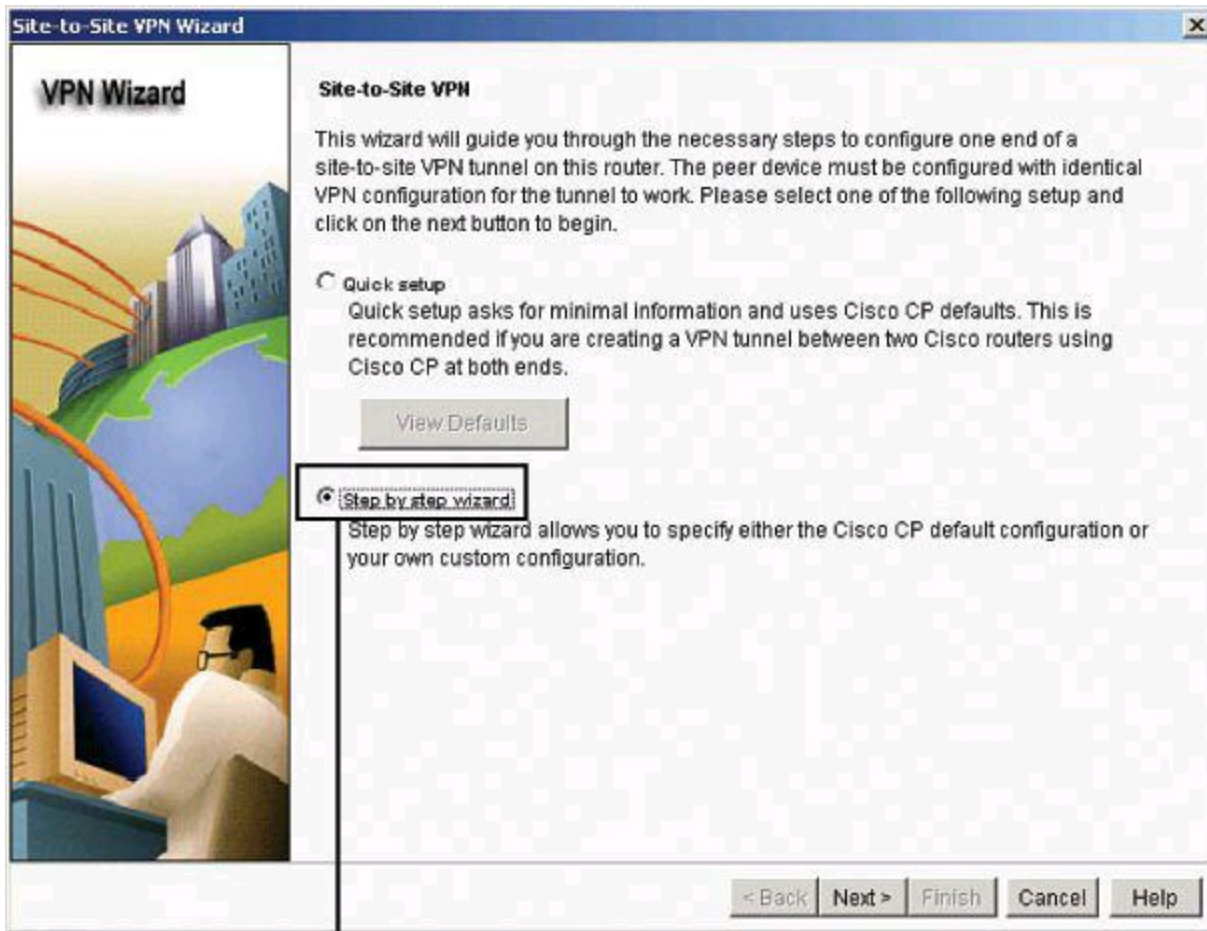 Site-to-Site VPN Wizard
VPN Wizard
Site-to-Site VPN
This wizard will guide you through the necessary steps to configure one end of a
site-to-site VPN tunnel on this router. The peer device must be configured with identical
VPN configuration for the tunnel to work. Please select one of the following setup and
click on the next button to begin.
Quick setup
Quick setup asks for minimal information and uses Cisco CP defaults. This is
recommended if you are creating a VPN tunnel between two Cisco routers using
Cisco CP at both ends.
View Defaults
Step by step wizard
Step by step wizard allows you to specify either the Cisco CP default configuration or
your own custom configuration.
< Back Next > Finish Cancel Help